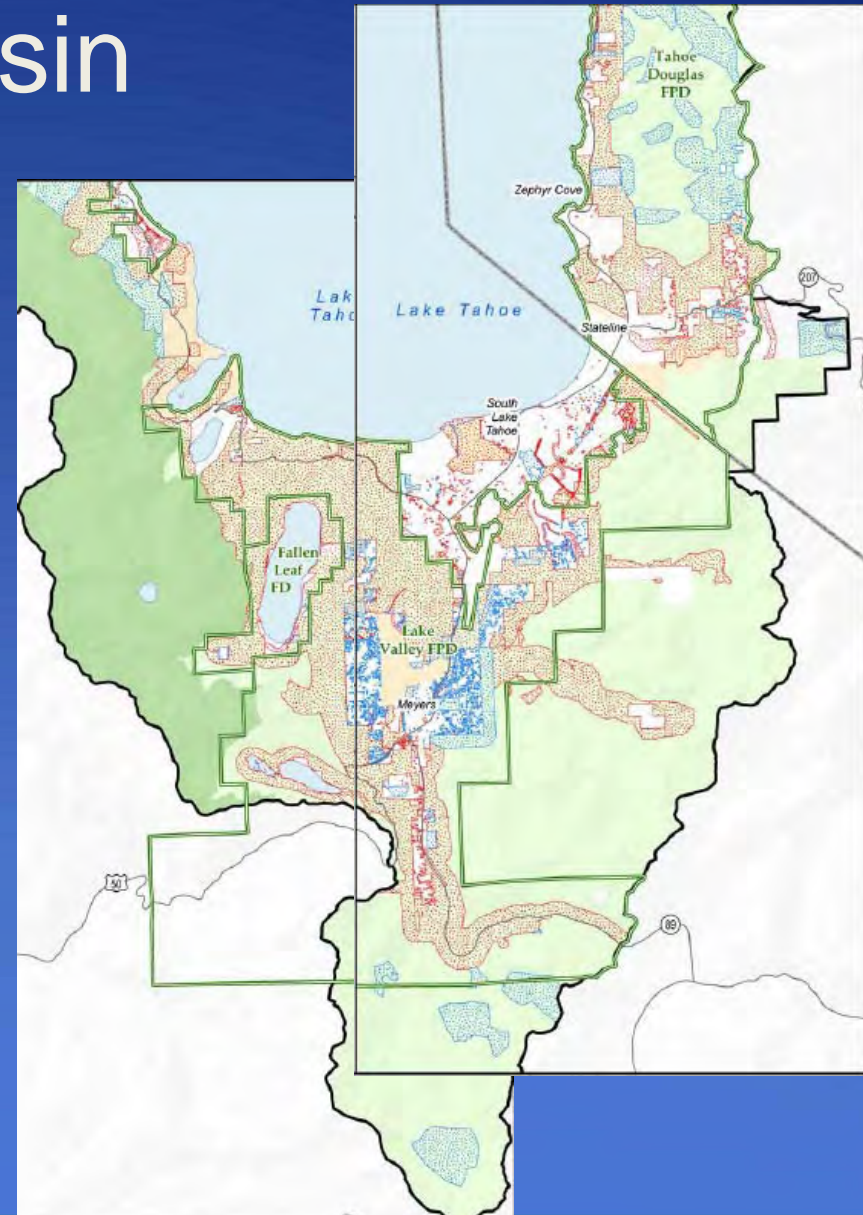 sin
Tahoe
Douglas
FPD
Zephyr Cove
207
Lak
Taho
Lake Tahoe
Stateline
South
Lake
Tahoe
Fallen
Leaf
FD
Lake
Valley FPD
Meyers
50
89